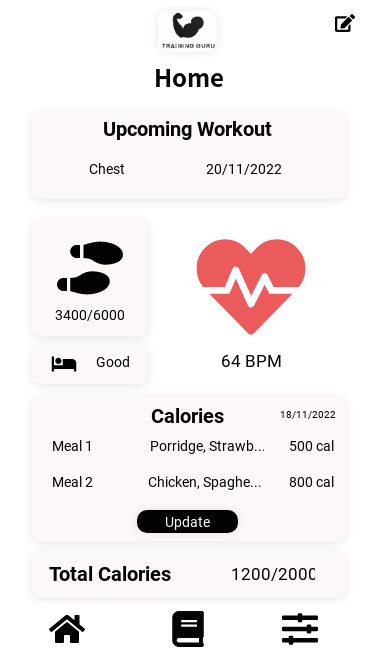 TRAINING GURU
Home
Upcoming Workout
Chest 20/11/2022
3400/6000
Good
64 BPM
Calories 18/11/2022
Meal 1 Porridge, Strawb... 500 cal
Meal 2 Chicken, Spaghe... 800 cal
Update
Total Calories 1200/2000